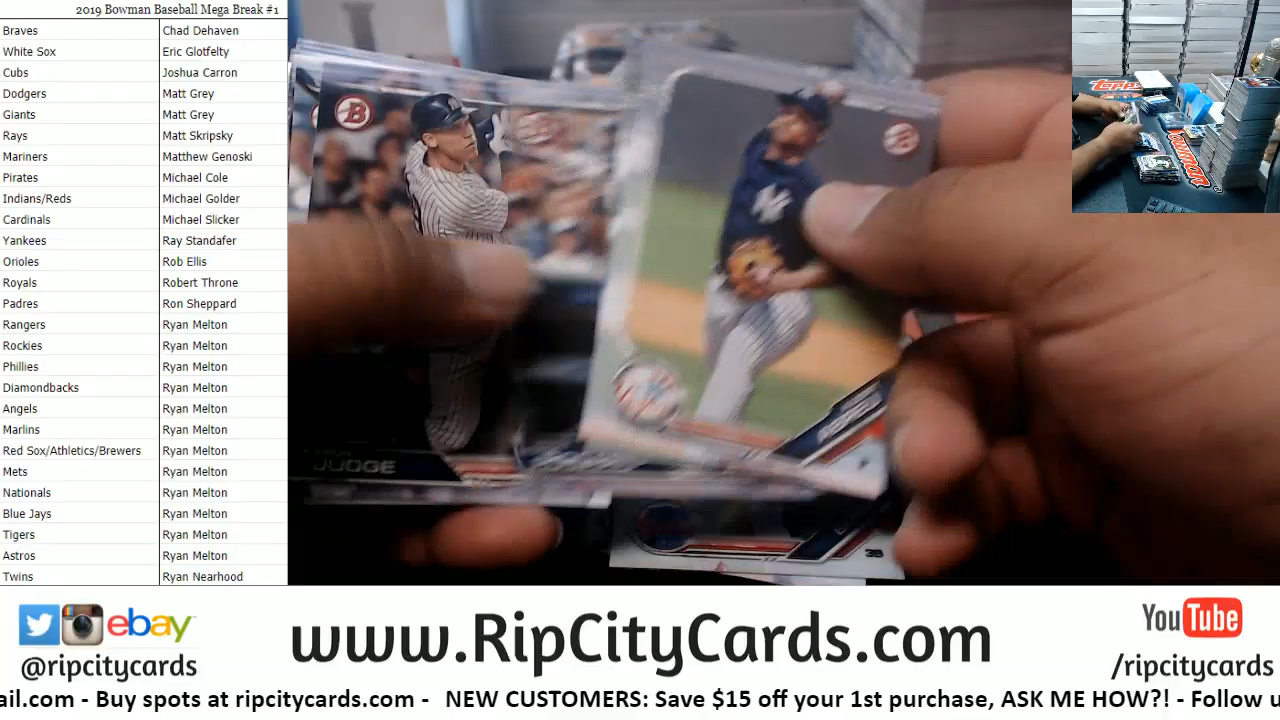 2019 Bowman Baseball Mega Break #1
Braves Chad Dehaven
White Sox Eric Glotfelty
Cubs Joshua Carron
Dodgers Matt Grey
Giants Matt Grey
Rays Matt Skripsky
Mariners Matthew Genoski
Pirates Michael Cole
Indians/Reds Michael Golder
Cardinals Michael Slicker
Yankees Ray Standafer
Orioles Rob Ellis
Royals Robert Throne
Padres Ron Sheppard
Rangers Ryan Melton
Rockies Ryan Melton
Phillies Ryan Melton
Diamondbacks Ryan Melton
Angels Ryan Melton
Marlins Ryan Melton
Red Sox/Athletics/Brewers Ryan Melton
Mets Ryan Melton
Nationals Ryan Melton
Blue Jays Ryan Melton
Tigers Ryan Melton
Astros Ryan Melton
Twins Ryan Nearhood
B
JUDGE
NY
3B
Topps
ebay
@ripcitycards
www.RipCityCards.com
You Tube
/ripcitycards
ail.com - Buy spots at ripcitycards.com - NEW CUSTOMERS: Save $15 off your 1st purchase, ASK ME HOW?! - Follow u